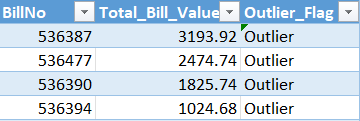 BillNo Total_Bill_Value Outlier_Flag
536387 3193.92 Outlier
536477 2474.74 Outlier
536390 1825.74 Outlier
536394 1024.68 Outlier